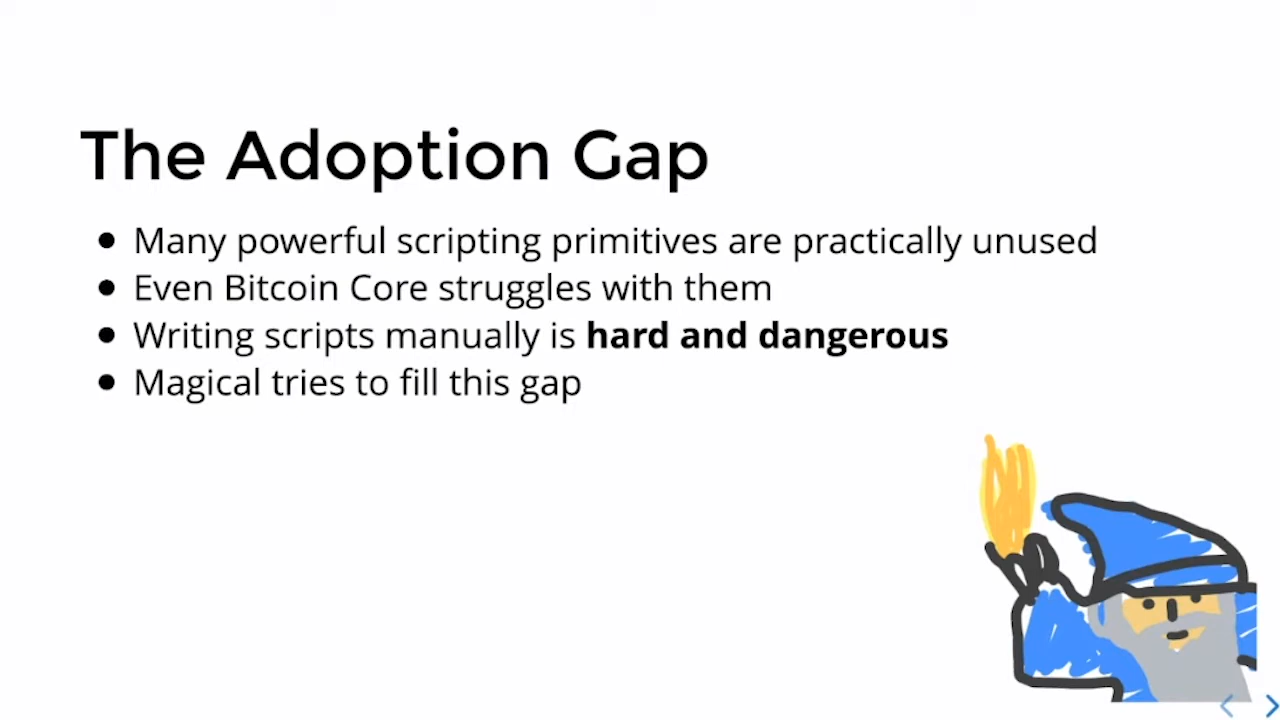 The Adoption Gap
Many powerful scripting primitives are practically unused
Even Bitcoin Core struggles with them
Writing scripts manually is hard and dangerous
Magical tries to fill this gap